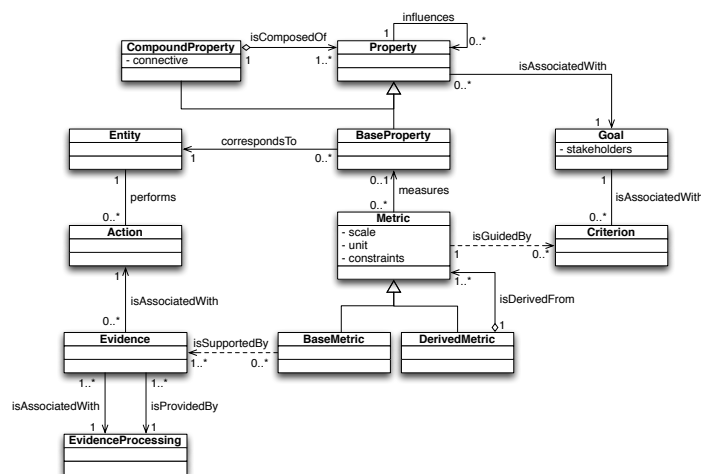 influences
1
0..*
CompoundProperty
- connective
isComposedOf
1
1..*
Property
isAssociatedWith
0..*
1
Entity
correspondsTo
1
0..*
BaseProperty
Goal
- stakeholders
1
performs
0..*
0..1
measures
0..*
1
isAssociatedWith
0..*
Action
Metric
- scale
- unit
- constraints
isGuidedBy
1
0..*
Criterion
1
isAssociatedWith
0..*
1..*
isDerivedFrom
1
Evidence
isSupportedBy
1..*
0..*
BaseMetric
DerivedMetric
1..*
1..*
isAssociatedWith
isProvidedBy
1
1
EvidenceProcessing